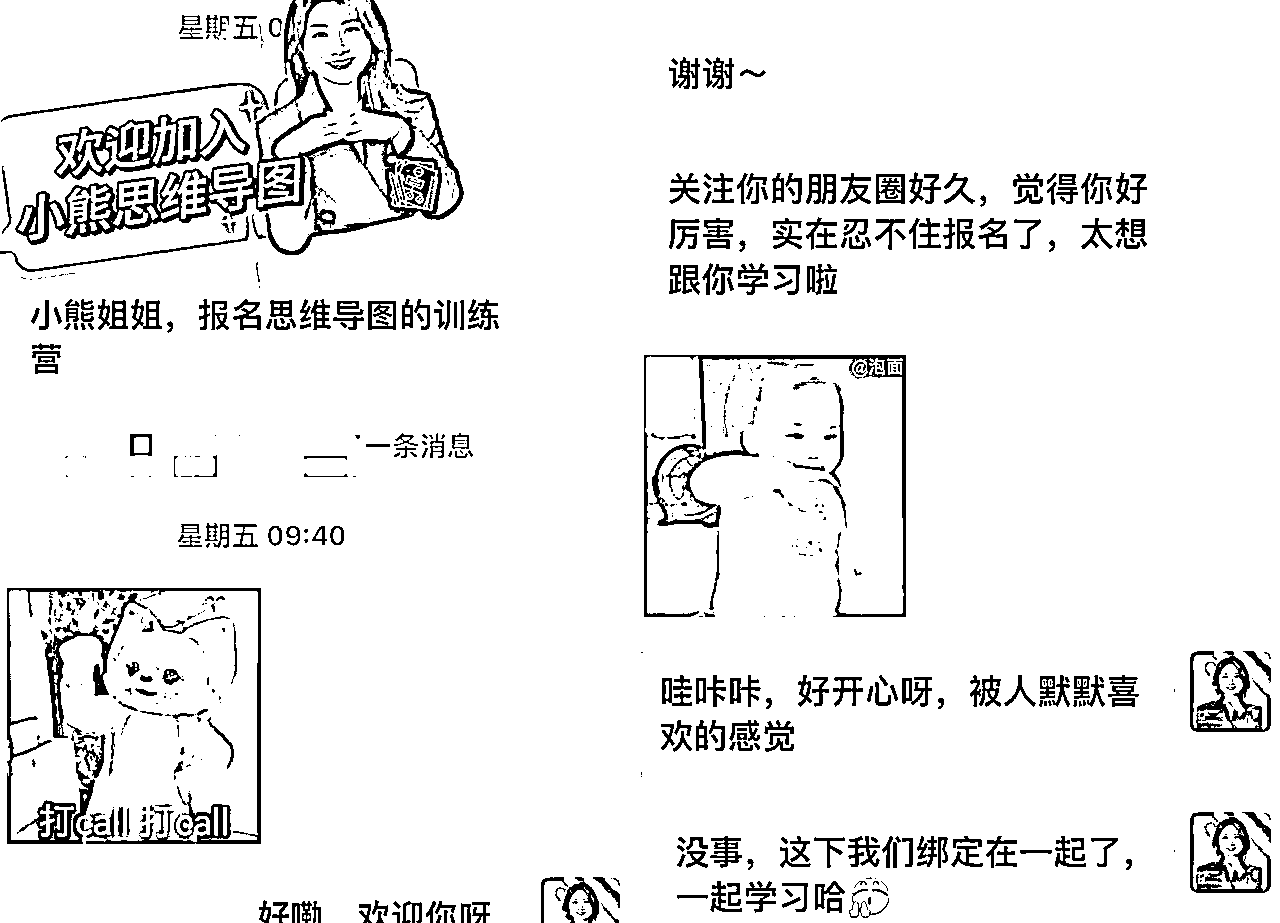 星期五 0
欢迎加入
小熊思维导图
小熊姐姐，报名思维导图的训练
营
一条消息
星期五 09:40
打call 打call
好嘞，欢迎你呀
谢谢～
关注你的朋友圈好久，觉得你好
厉害，实在忍不住报名了，太想
跟你学习啦
@泡面
哇咔咔，好开心呀，被人默默喜
欢的感觉
没事，这下我们绑定在一起了，
一起学习哈